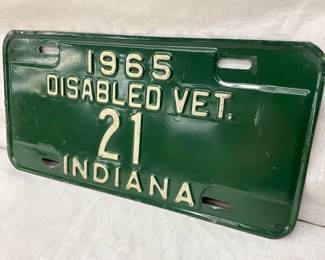 1965
DISABLED VET.
21
INDIANA